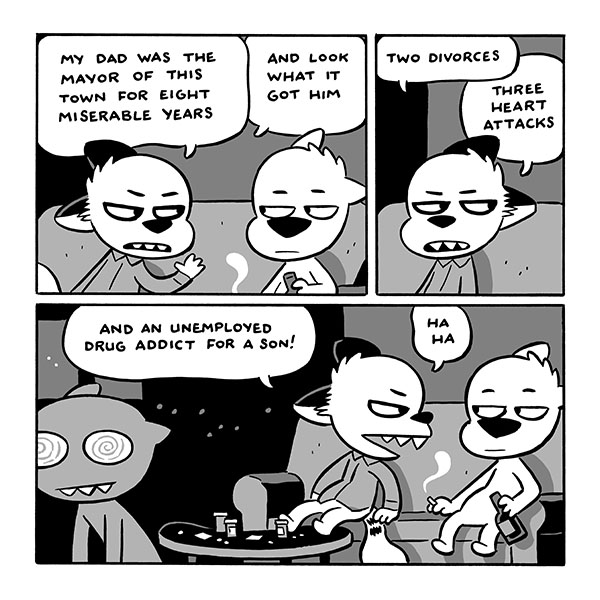 MY DAD WAS THE
MAYOR OF THIS
TOWN FOR EIGHT
MISERABLE YEARS
AND LOOK
WHAT IT
GOT HIM
TWO DIVORCES
THREE
HEART
ATTACKS
AND AN UNEMPLOYED
DRUG ADDICT FOR A SON!
HA
HA